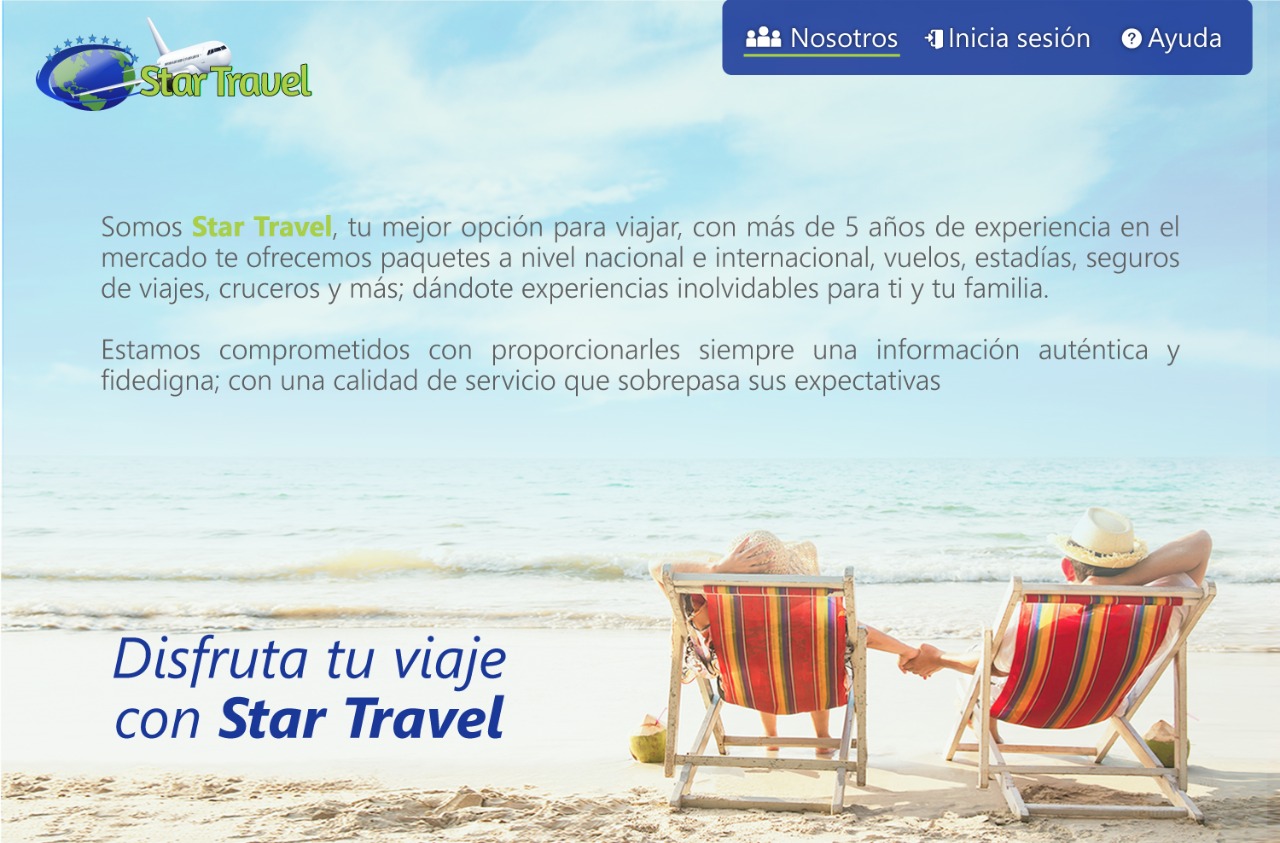 Star Travel
Nosotros
Inicia sesión
Ayuda
Somos Star Travel, tu mejor opción para viajar, con más de 5 años de experiencia en el
mercado te ofrecemos paquetes a nivel nacional e internacional, vuelos, estadías, seguros
de viajes, cruceros y más; dándote experiencias inolvidables para ti y tu familia.
Estamos comprometidos con proporcionarles siempre una información auténtica y
fidedigna; con una calidad de servicio que sobrepasa sus expectativas
Disfruta tu viaje
con Star Travel